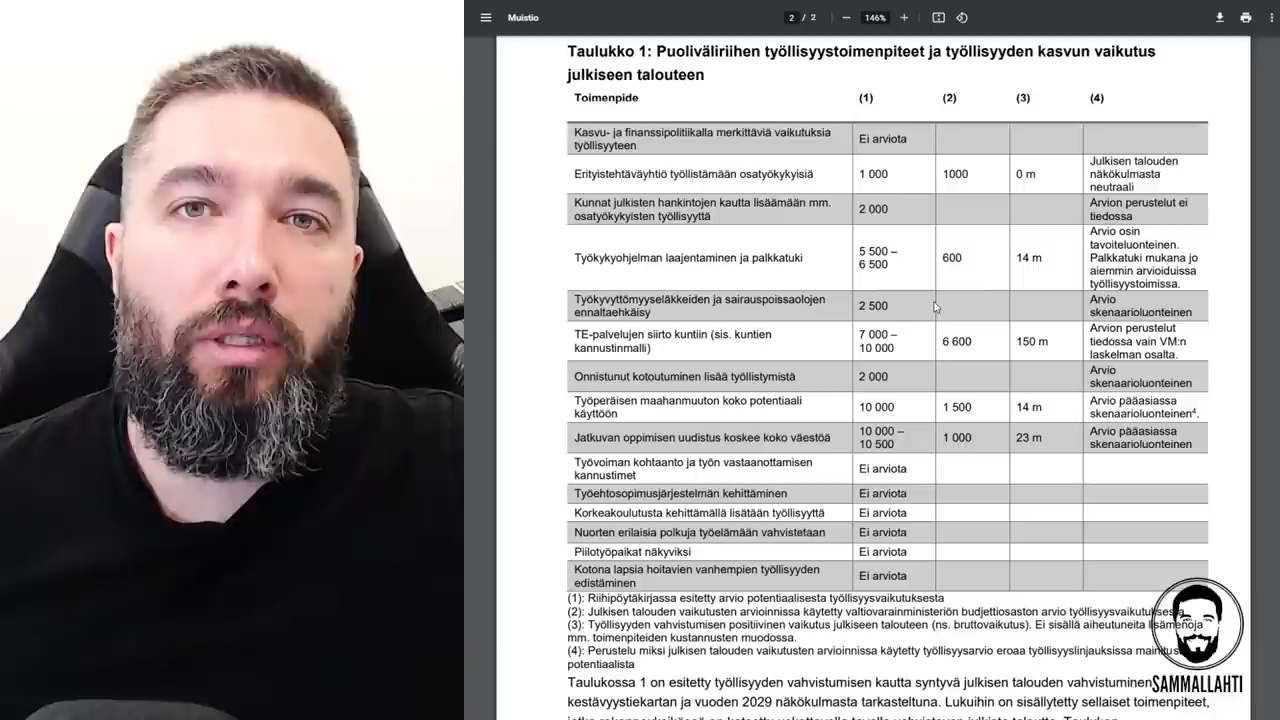 Muistio
2 / 2
146%
Taulukko 1: Puoliväliriihen työllisyystoimenpiteet ja työllisyyden kasvun vaikutus
julkiseen talouteen
Toimenpide (1) (2) (3) (4)
Kasvu- ja finanssipolitiikalla merkittäviä vaikutuksia
työllisyyteen
Ei arviota
Erityistehtäväyhtiö työllistämään osatyökykyisiä
1 000
1000
0 m
Julkisen talouden
näkökulmasta
neutraali
Kunnat julkisten hankintojen kautta lisäämään mm.
osatyökykyisten työllisyyttä
2 000
Arvion perustelut ei
tiedossa
Työkykyohjelman laajentaminen ja palkkatuki
5 500 –
6 500
600
14 m
Arvio osin
tavoiteluonteinen.
Palkkatuki mukana jo
aiemmin arvioiduissa
työllisyystoimissa.
Työkyvyttömyyseläkkeiden ja sairauspoissaolojen
ennaltaehkäisy
2 500
Arvio
skenaarioluonteinen
TE-palvelujen siirto kuntiin (sis. kuntien
kannustinmalli)
7 000 –
10 000
6 600
150 m
Arvion perustelut
tiedossa vain VM:n
laskelman osalta.
Onnistunut kotoutuminen lisää työllistymistä
2 000
Arvio
skenaarioluonteinen
Työperäisen maahanmuuton koko potentiaali
käyttöön
10 000
1 500
14 m
Arvio pääasiassa
skenaarioluonteinen⁴.
Jatkuvan oppimisen uudistus koskee koko väestöä
10 000 –
10 500
1 000
23 m
Arvio pääasiassa
skenaarioluonteinen
Työvoiman kohtaanto ja työn vastaanottamisen
kannustimet
Ei arviota
Työehtosopimusjärjestelmän kehittäminen
Ei arviota
Korkeakoulutusta kehittämällä lisätään työllisyyttä
Ei arviota
Nuorten erilaisia polkuja työelämään vahvistetaan
Ei arviota
Piilotyöpaikat näkyviksi
Ei arviota
Kotona lapsia hoitavien vanhempien työllisyyden
edistäminen
Ei arviota
(1): Riihipöytäkirjassa esitetty arvio potentiaalisesta työllisyysvaikutuksesta
(2): Julkisen talouden vaikutusten arvioinnissa käytetty valtiovarainministeriön budjettiosaston arvio työllisyysvaikutuksesta
(3): Työllisyyden vahvistumisen positiivinen vaikutus julkiseen talouteen (ns. bruttovaikutus). Ei sisällä aiheutuneita lisämenoja
mm. toimenpiteiden kustannusten muodossa.
(4): Perustelu miksi julkisen talouden vaikutusten arvioinnissa käytetty työllisyysarvio eroaa työllisyyslinjauksissa
potentiaalista
Taulukossa 1 on esitetty työllisyyden vahvistumisen kautta syntyvä julkisen talouden vahvistuminen
kestävyystiekartan ja vuoden 2029 näkökulmasta tarkasteltuna. Lukuihin on sisällytetty sellaiset toimenpiteet,
SAMMALLAHTI